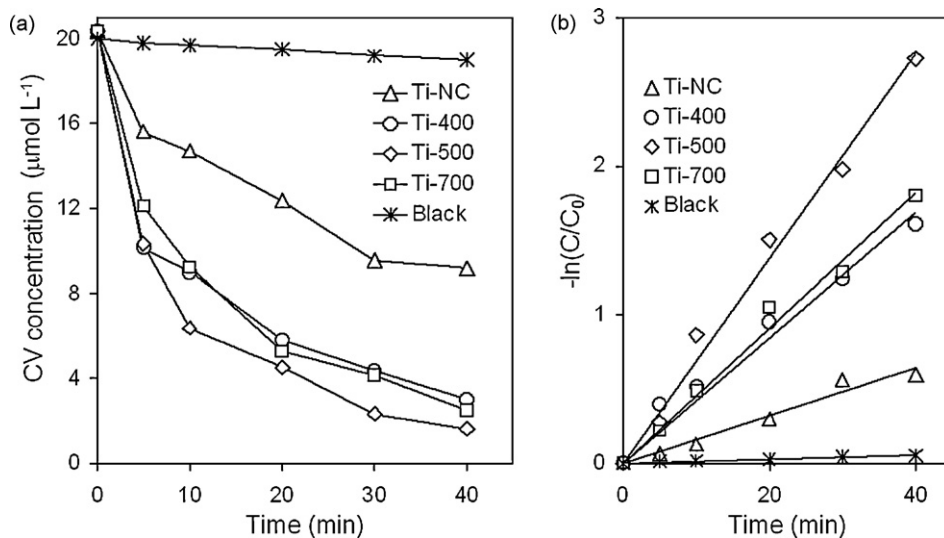 (a)
CV concentration (μmol L⁻¹)
20
16
12
8
4
0
Ti-NC
Ti-400
Ti-500
Ti-700
Black
0 10 20 30 40
Time (min)
(b)
-ln(C/C₀)
-3
2
1
0
Ti-NC
Ti-400
Ti-500
Ti-700
Black
0 20 40
Time (min)